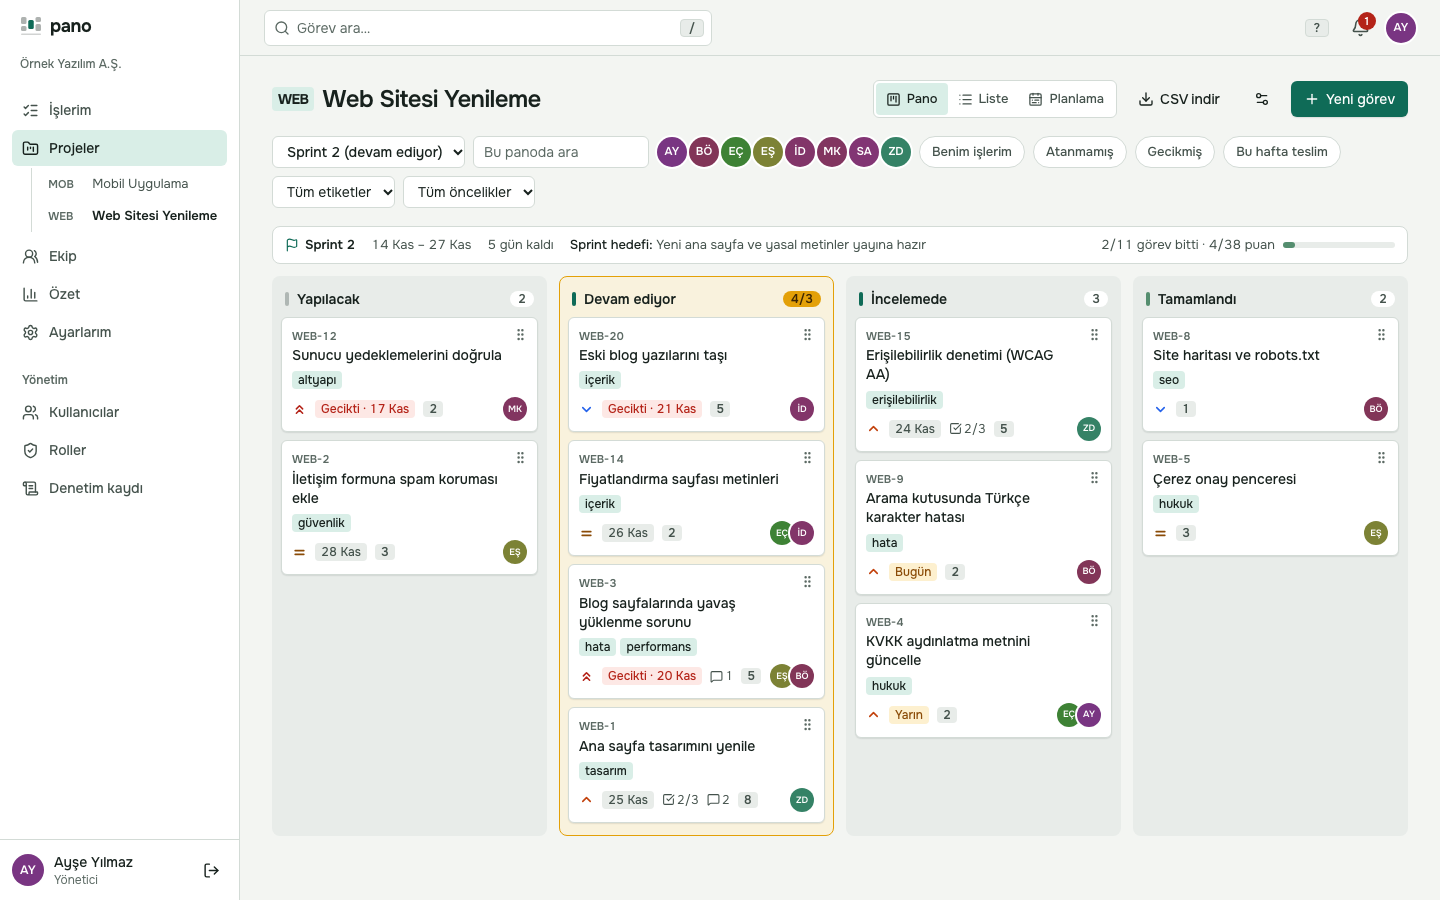 pano
Örnek Yazılım A.Ş.
İşlerim
Projeler
MOB Mobil Uygulama
WEB Web Sitesi Yenileme
Ekip
Özet
Ayarlarım
Yönetim
Kullanıcılar
Roller
Denetim kaydı
AY Ayşe Yılmaz
Yönetici
Görev ara... /
? 1 AY
WEB Web Sitesi Yenileme
Pano Liste Planlama CSV indir Yeni görev
Sprint 2 (devam ediyor) Bu panoda ara AY BÖ EÇ EŞ İD MK SA ZD Benim işlerim Atanmamış Gecikmiş Bu hafta teslim
Tüm etiketler Tüm öncelikler
Sprint 2 14 Kas – 27 Kas 5 gün kaldı Sprint hedefi: Yeni ana sayfa ve yasal metinler yayına hazır 2/11 görev bitti · 4/38 puan
Yapılacak 2
WEB-12
Sunucu yedeklemelerini doğrula
altyapı
Gecikti · 17 Kas 2 MK
WEB-2
İletişim formuna spam koruması
ekle
güvenlik
28 Kas 3 EŞ
Devam ediyor 4/3
WEB-20
Eski blog yazılarını taşı
içerik
Gecikti · 21 Kas 5 İD
WEB-14
Fiyatlandırma sayfası metinleri
içerik
26 Kas 2 EÇ İD
WEB-3
Blog sayfalarında yavaş
yüklenme sorunu
hata performans
Gecikti · 20 Kas 1 5 EŞ BÖ
WEB-1
Ana sayfa tasarımını yenile
tasarım
25 Kas 2/3 2 8 ZD
İncelemede 3
WEB-15
Erişilebilirlik denetimi (WCAG
AA)
erişilebilirlik
24 Kas 2/3 5 ZD
WEB-9
Arama kutusunda Türkçe
karakter hatası
hata
Bugün 2 BÖ
WEB-4
KVKK aydınlatma metnini
güncelle
hukuk
Yarın 2 EÇ AY
Tamamlandı 2
WEB-8
Site haritası ve robots.txt
seo
1 BÖ
WEB-5
Çerez onay penceresi
hukuk
3 EŞ